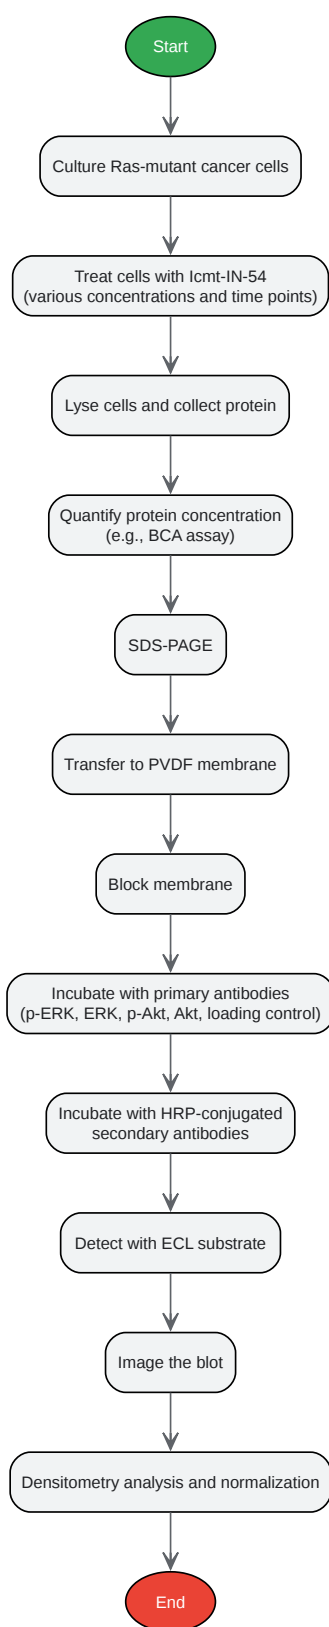 Start
Culture Ras-mutant cancer cells
Treat cells with Icmt-IN-54
(various concentrations and time points)
Lyse cells and collect protein
Quantify protein concentration
(e.g., BCA assay)
SDS-PAGE
Transfer to PVDF membrane
Block membrane
Incubate with primary antibodies
(p-ERK, ERK, p-Akt, Akt, loading control)
Incubate with HRP-conjugated
secondary antibodies
Detect with ECL substrate
Image the blot
Densitometry analysis and normalization
End